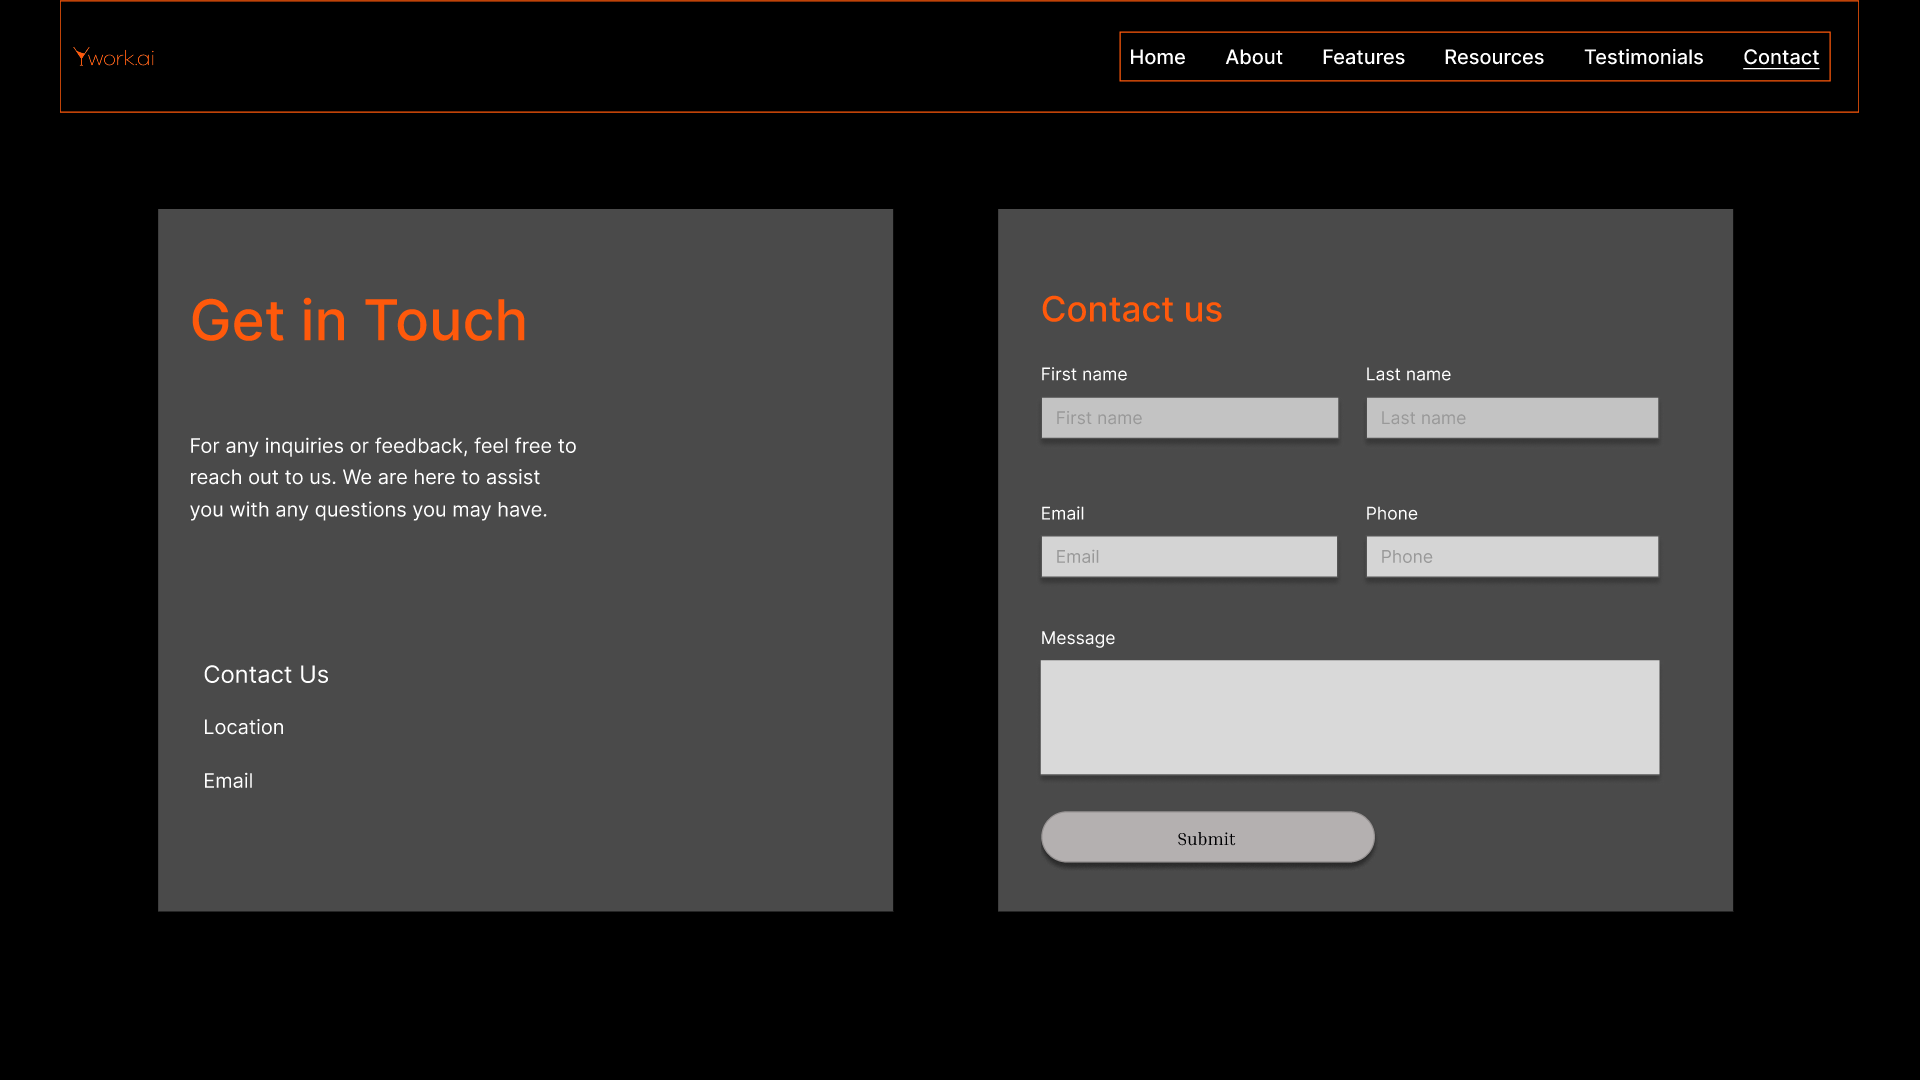 Ywork.ai
Home About Features Resources Testimonials Contact
Get in Touch
For any inquiries or feedback, feel free to
reach out to us. We are here to assist
you with any questions you may have.
Contact Us
Location
Email
Contact us
First name Last name
First name Last name
Email Phone
Email Phone
Message
Submit